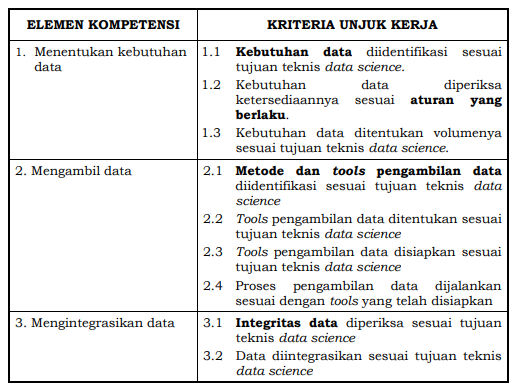 ELEMEN KOMPETENSI
KRITERIA UNJUK KERJA
1. Menentukan kebutuhan
data
1.1 Kebutuhan data diidentifikasi sesuai
tujuan teknis data science.
1.2 Kebutuhan data diperiksa
ketersediaannya sesuai aturan yang
berlaku.
1.3 Kebutuhan data ditentukan volumenya
sesuai tujuan teknis data science.
2. Mengambil data
2.1 Metode dan tools pengambilan data
diidentifikasi sesuai tujuan teknis data
science
2.2 Tools pengambilan data ditentukan sesuai
tujuan teknis data science
2.3 Tools pengambilan data disiapkan sesuai
tujuan teknis data science
2.4 Proses pengambilan data dijalankan
sesuai dengan tools yang telah disiapkan
3. Mengintegrasikan data
3.1 Integritas data diperiksa sesuai tujuan
teknis data science
3.2 Data diintegrasikan sesuai tujuan teknis
data science